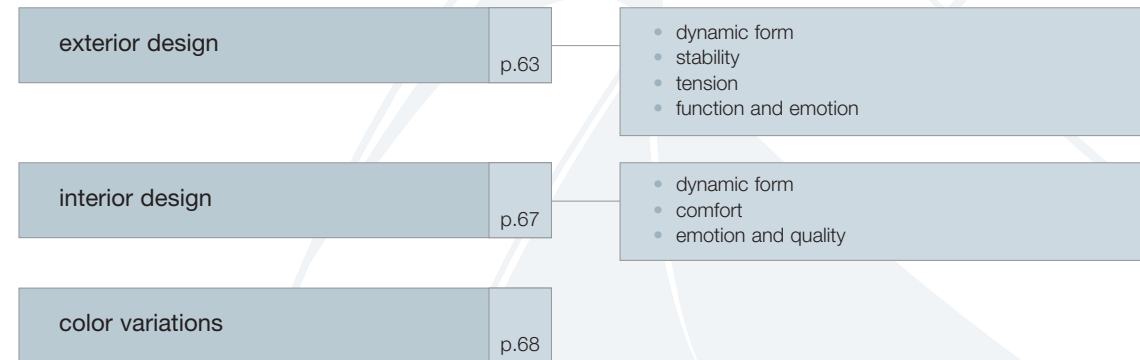 exterior design
p.63
dynamic form
stability
tension
function and emotion
interior design
p.67
dynamic form
comfort
emotion and quality
color variations
p.68